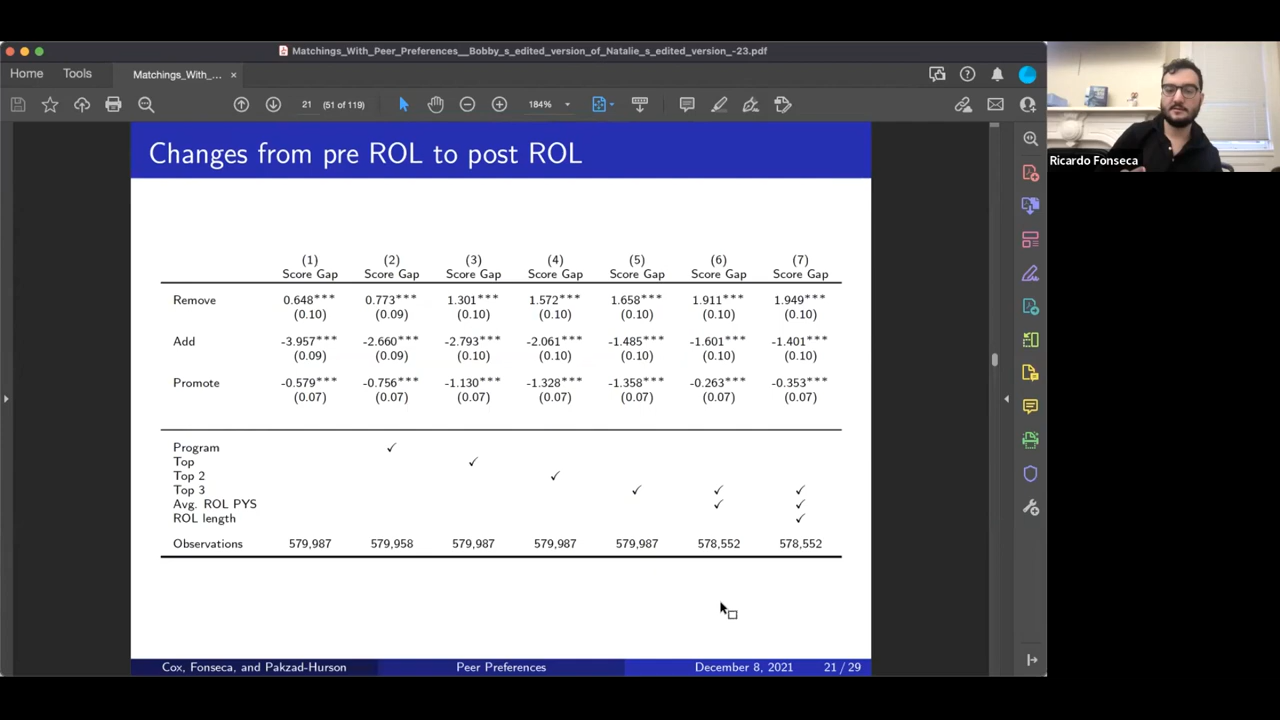 Matchings_With_Peer_Preferences__Bobby_s_edited_version_of_Natalie_s_edited_version_-23.pdf
Home Tools Matchings_With_... ×
21 (51 of 119) 184%
Ricardo Fonseca
Changes from pre ROL to post ROL
(1) (2) (3) (4) (5) (6) (7)
Score Gap Score Gap Score Gap Score Gap Score Gap Score Gap Score Gap
Remove 0.648*** 0.773*** 1.301*** 1.572*** 1.658*** 1.911*** 1.949***
(0.10) (0.09) (0.10) (0.10) (0.10) (0.10) (0.10)
Add -3.957*** -2.660*** -2.793*** -2.061*** -1.485*** -1.601*** -1.401***
(0.09) (0.09) (0.10) (0.10) (0.10) (0.10) (0.10)
Promote -0.579*** -0.756*** -1.130*** -1.328*** -1.358*** -0.263*** -0.353***
(0.07) (0.07) (0.07) (0.07) (0.07) (0.07) (0.07)
Program ✓
Top ✓
Top 2 ✓
Top 3 ✓ ✓ ✓
Avg. ROL PYS ✓ ✓
ROL length ✓
Observations 579,987 579,958 579,987 579,987 579,987 578,552 578,552
Cox, Fonseca, and Pakzad-Hurson Peer Preferences December 8, 2021 21 / 29